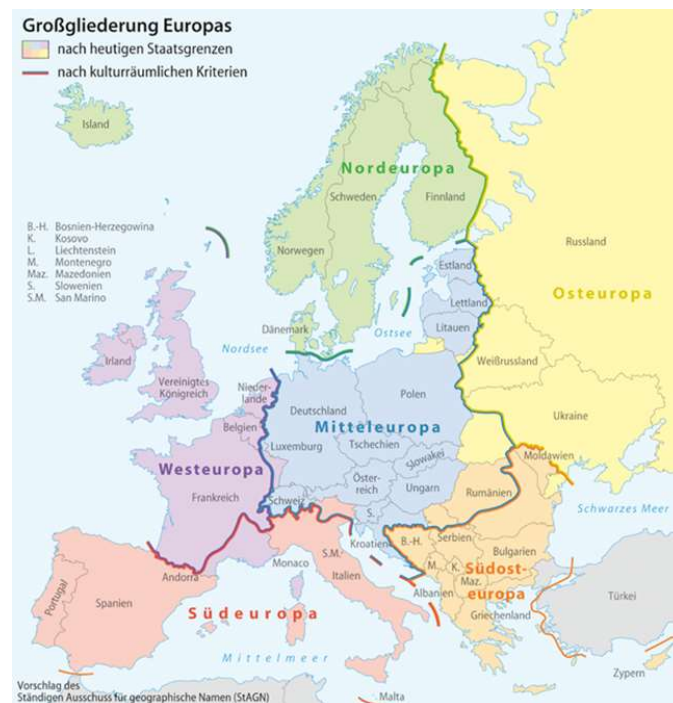 Großgliederung Europas
nach heutigen Staatsgrenzen
nach kulturräumlichen Kriterien
Island
Nordeuropa
Schweden
Finnland
Norwegen
B.-H. Bosnien-Herzegowina
K. Kosovo
L. Liechtenstein
M. Montenegro
Maz. Mazedonien
S. Slowenien
S.M. San Marino
Russland
Osteuropa
Estland
Lettland
Litauen
Dänemark
Ostsee
Nordsee
Irland
Vereinigtes
Königreich
Weißrussland
Nieder-
lande
Belgien
Deutschland
Polen
Mitteleuropa
Luxemburg
Tschechien
Slowakei
Ukraine
Moldawien
Westeuropa
Frankreich
Schweiz
Öster-
reich
Ungarn
Rumänien
S.
Kroatien
B.-H.
Serbien
Schwarzes Meer
Bulgarien
Andorra
Monaco
S.M.
Italien
M.
K.
Maz.
Albanien
Südost-
europa
Griechenland
Türkei
Portugal
Spanien
Südeuropa
Mittelmeer
Malta
Zypern
Vorschlag des
Ständigen Ausschuss für geographische Namen (StAGN)